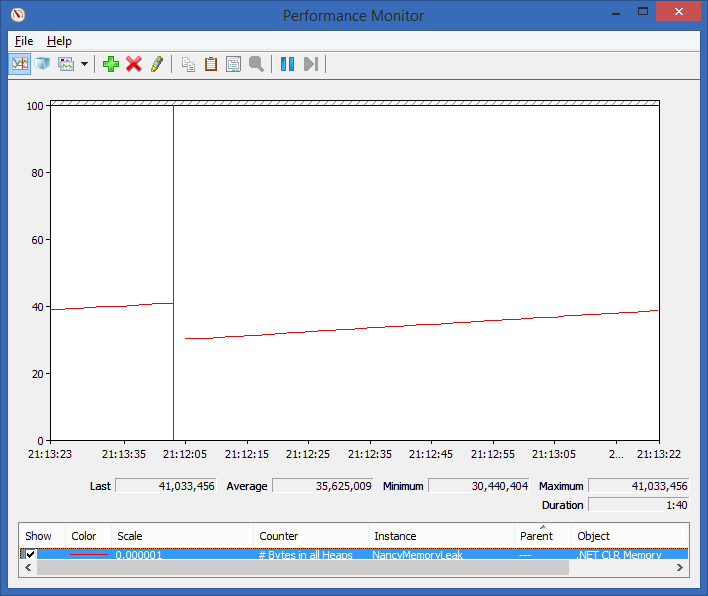 Performance Monitor
File Help
100
80
60
40
20
0
21:13:23 21:13:35 21:12:05 21:12:15 21:12:25 21:12:35 21:12:45 21:12:55 21:13:05 2... 21:13:22
Last 41,033,456 Average 35,625,009 Minimum 30,440,404 Maximum 41,033,456
Duration 1:40
Show Color Scale Counter Instance Parent Object
0.000001 # Bytes in all Heaps NancyMemoryLeak --- .NET CLR Memory